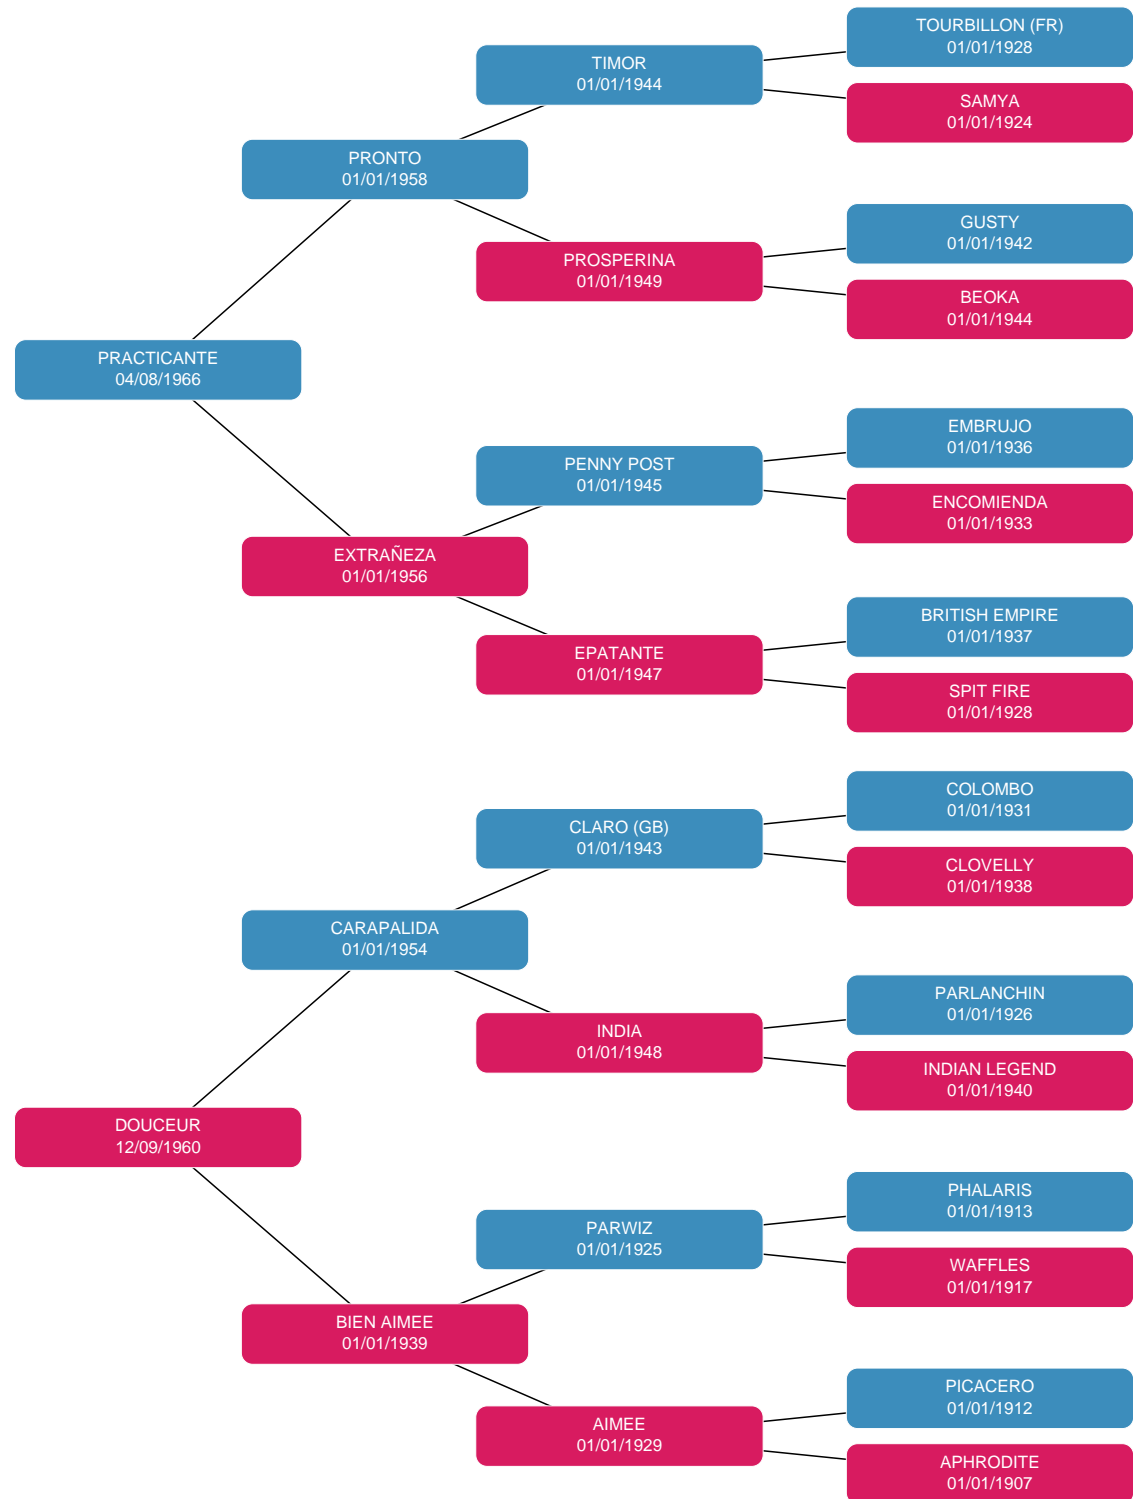 TOURBILLON (FR)
01/01/1928
TIMOR
01/01/1944
SAMYA
01/01/1924
PRONTO
01/01/1958
GUSTY
01/01/1942
PROSPERINA
01/01/1949
BEOKA
01/01/1944
PRACTICANTE
04/08/1966
EMBRUJO
01/01/1936
PENNY POST
01/01/1945
ENCOMIENDA
01/01/1933
EXTRAÑEZA
01/01/1956
BRITISH EMPIRE
01/01/1937
EPATANTE
01/01/1947
SPIT FIRE
01/01/1928
COLOMBO
01/01/1931
CLARO (GB)
01/01/1943
CLOVELLY
01/01/1938
CARAPALIDA
01/01/1954
PARLANCHIN
01/01/1926
INDIA
01/01/1948
INDIAN LEGEND
01/01/1940
DOUCEUR
12/09/1960
PHALARIS
01/01/1913
PARWIZ
01/01/1925
WAFFLES
01/01/1917
BIEN AIMEE
01/01/1939
PICACERO
01/01/1912
AIMEE
01/01/1929
APHRODITE
01/01/1907